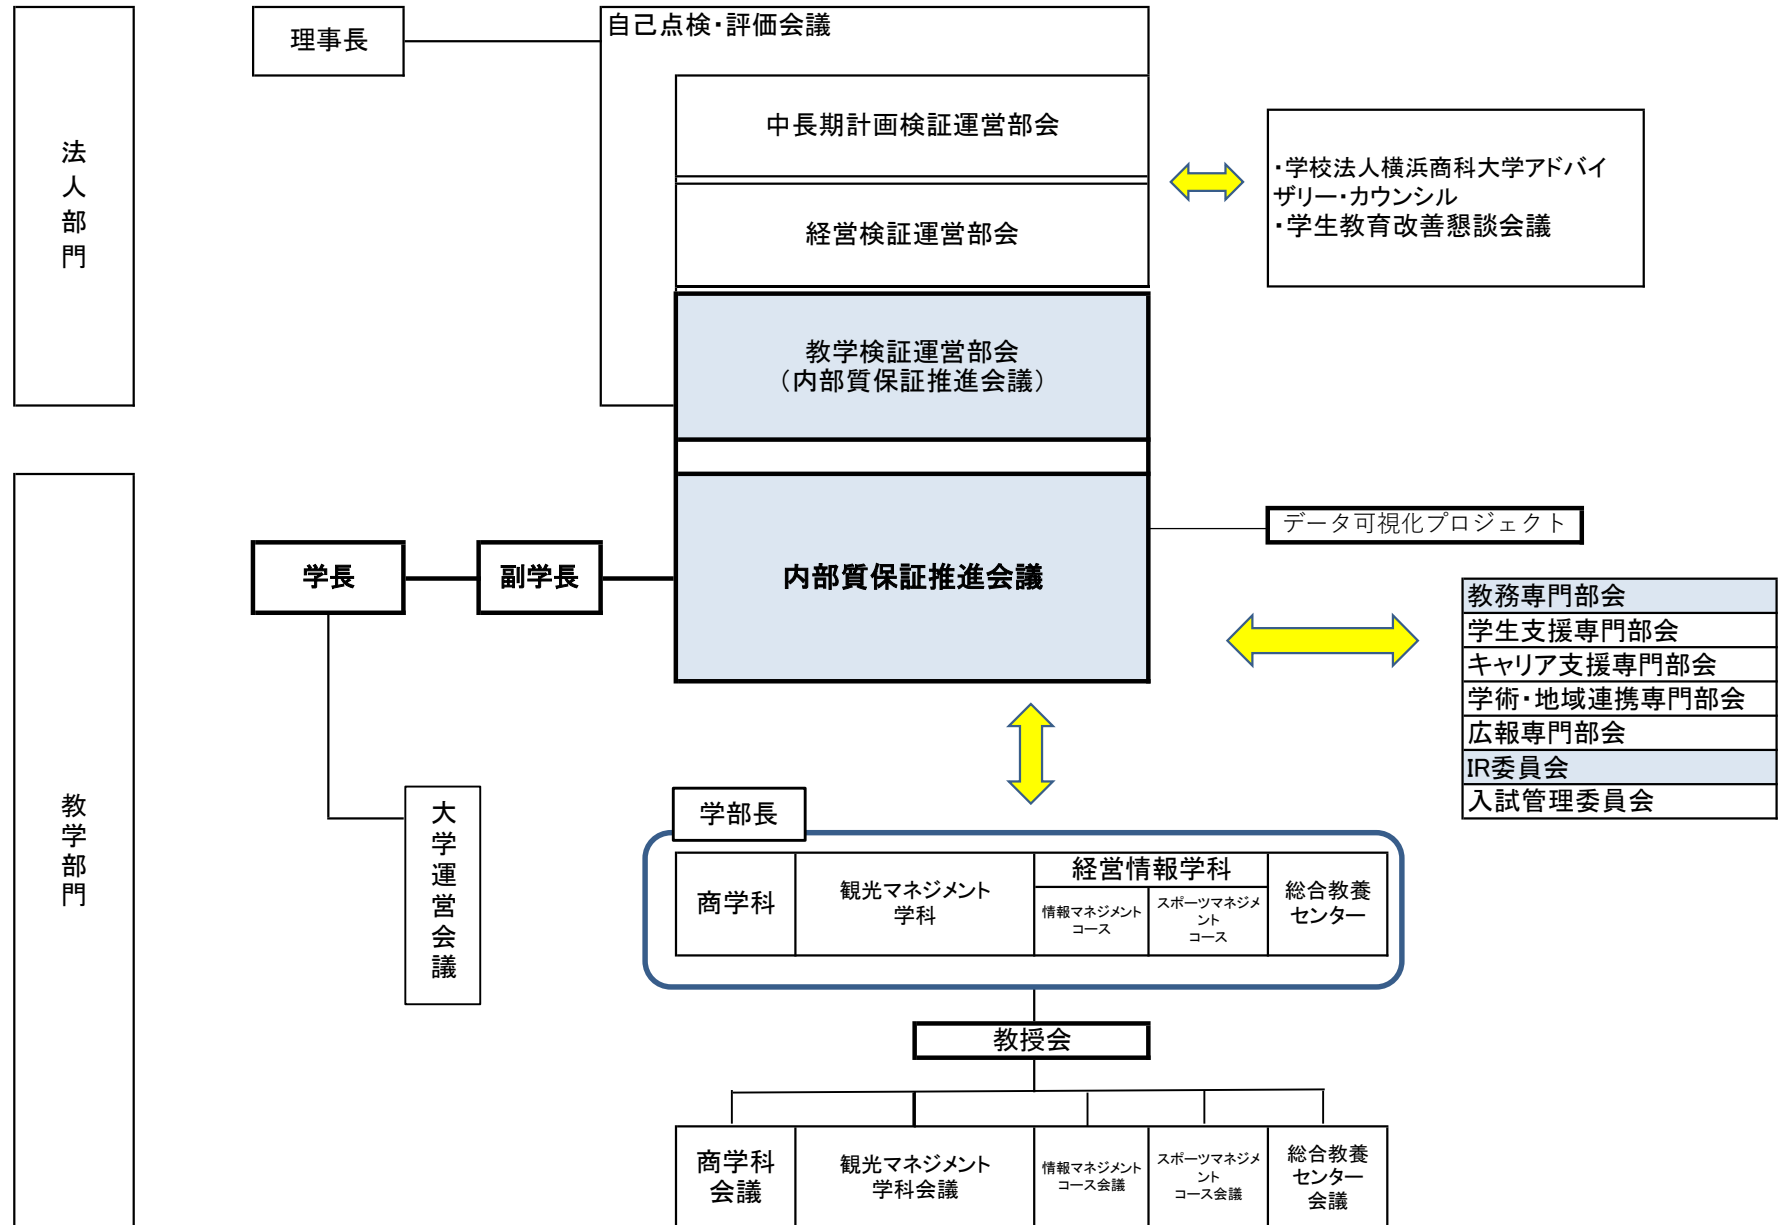 法人部門
理事長
自己点検・評価会議
中長期計画検証運営部会
経営検証運営部会
教学検証運営部会
（内部質保証推進会議）
・学校法人横浜商科大学アドバイ
ザリー・カウンシル
・学生教育改善懇談会議
教学部門
学長
副学長
内部質保証推進会議
データ可視化プロジェクト
教務専門部会
学生支援専門部会
キャリア支援専門部会
学術・地域連携専門部会
広報専門部会
IR委員会
入試管理委員会
大学運営会議
学部長
商学科
観光マネジメント
学科
経営情報学科
情報マネジメント
コース
スポーツマネジメ
ント
コース
総合教養
センター
教授会
商学科
会議
観光マネジメント
学科会議
情報マネジメント
コース会議
スポーツマネジメ
ント
コース会議
総合教養
センター
会議